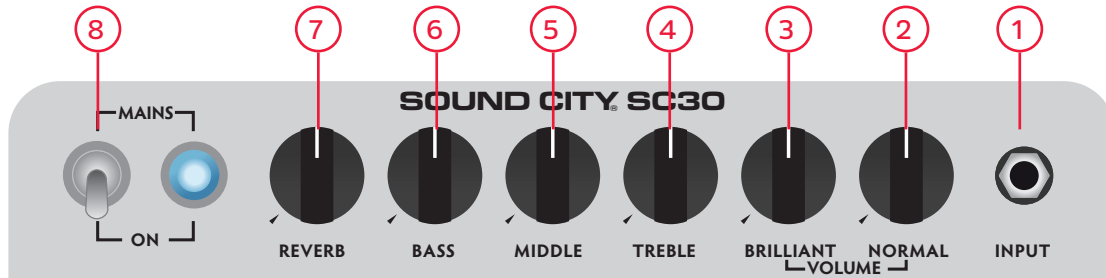 8 7 6 5 4 3 2 1
SOUND CITY® SC30
MAINS
ON
REVERB BASS MIDDLE TREBLE BRILLIANT NORMAL INPUT
VOLUME